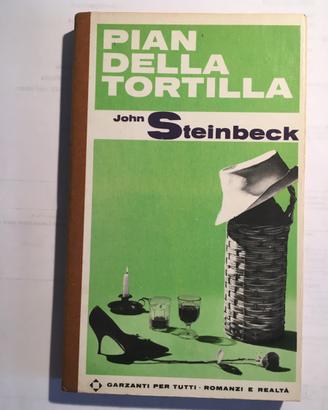 PIAN
DELLA
TORTILLA
John Steinbeck
GARZANTI PER TUTTI · ROMANZI E REALTÀ